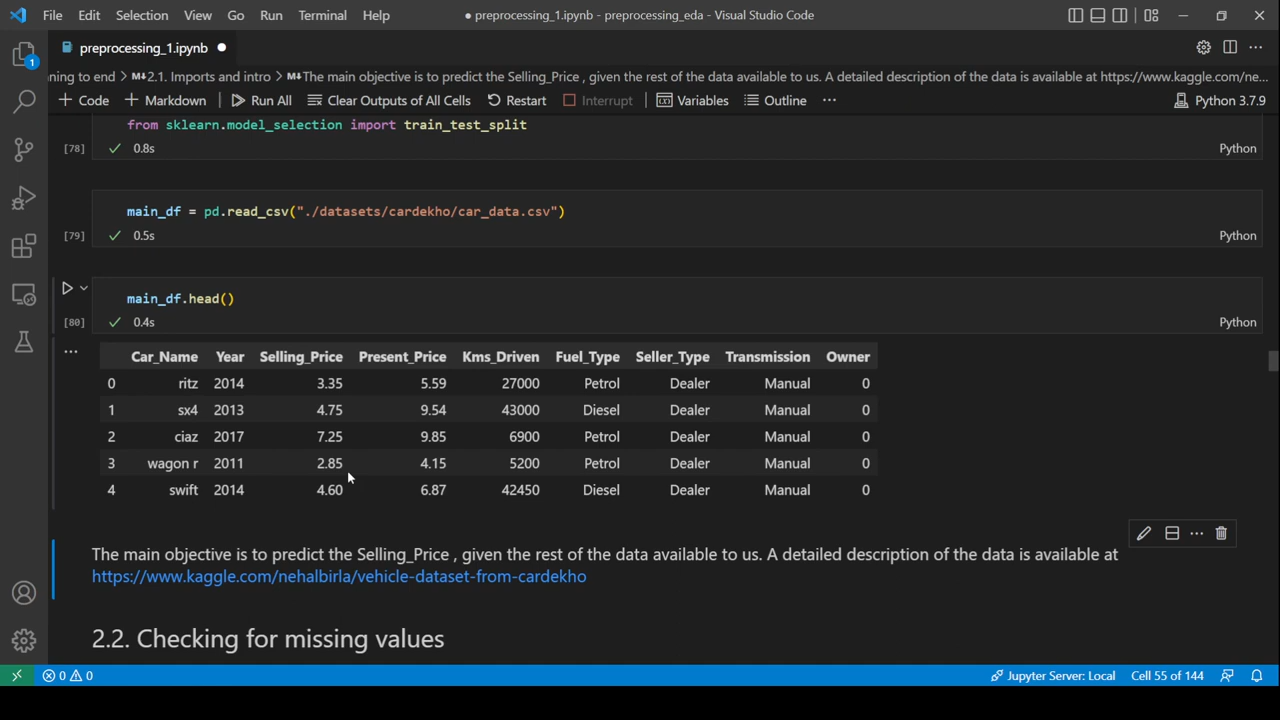 File Edit Selection View Go Run Terminal Help ● preprocessing_1.ipynb - preprocessing_eda - Visual Studio Code
1 preprocessing_1.ipynb ●
nning to end > M↓2.1. Imports and intro > M↓The main objective is to predict the Selling_Price , given the rest of the data available to us. A detailed description of the data is available at https://www.kaggle.com/ne...
+ Code + Markdown Run All Clear Outputs of All Cells Restart Interrupt Variables Outline ... Python 3.7.9
from sklearn.model_selection import train_test_split
[78] ✓ 0.8s Python
main_df = pd.read_csv("./datasets/cardekho/car_data.csv")
[79] ✓ 0.5s Python
main_df.head()
[80] ✓ 0.4s Python
... Car_Name Year Selling_Price Present_Price Kms_Driven Fuel_Type Seller_Type Transmission Owner
0 ritz 2014 3.35 5.59 27000 Petrol Dealer Manual 0
1 sx4 2013 4.75 9.54 43000 Diesel Dealer Manual 0
2 ciaz 2017 7.25 9.85 6900 Petrol Dealer Manual 0
3 wagon r 2011 2.85 4.15 5200 Petrol Dealer Manual 0
4 swift 2014 4.60 6.87 42450 Diesel Dealer Manual 0
The main objective is to predict the Selling_Price , given the rest of the data available to us. A detailed description of the data is available at
https://www.kaggle.com/nehalbirla/vehicle-dataset-from-cardekho
2.2. Checking for missing values
0 0 Jupyter Server: Local Cell 55 of 144